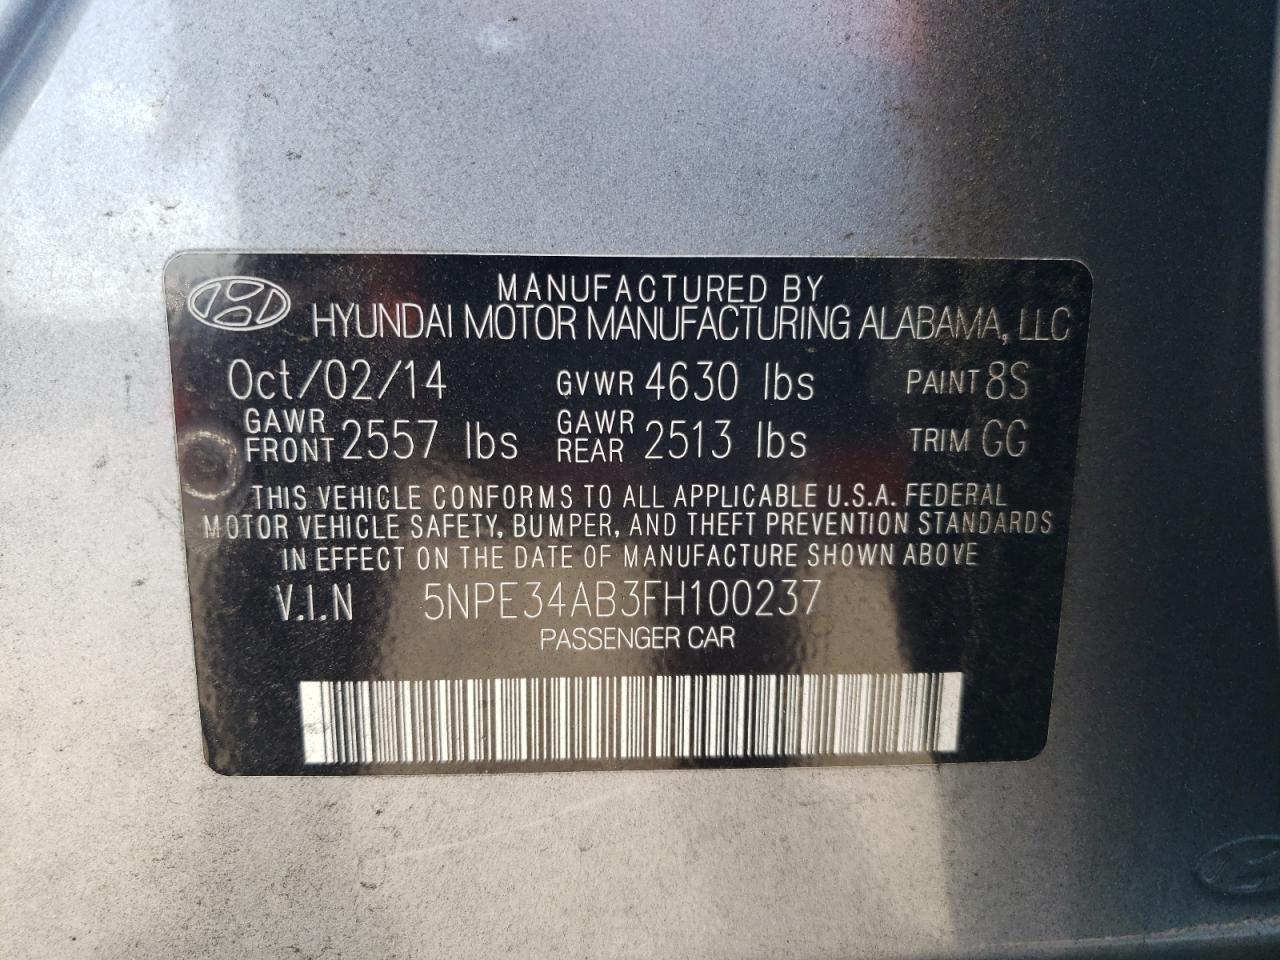 MANUFACTURED BY
HYUNDAI MOTOR MANUFACTURING ALABAMA, LLC
Oct/02/14 GVWR 4630 lbs PAINT 8S
GAWR FRONT 2557 lbs GAWR REAR 2513 lbs TRIM GG
THIS VEHICLE CONFORMS TO ALL APPLICABLE U.S.A. FEDERAL
MOTOR VEHICLE SAFETY, BUMPER, AND THEFT PREVENTION STANDARDS
IN EFFECT ON THE DATE OF MANUFACTURE SHOWN ABOVE
V.I.N 5NPE34AB3FH100237
PASSENGER CAR